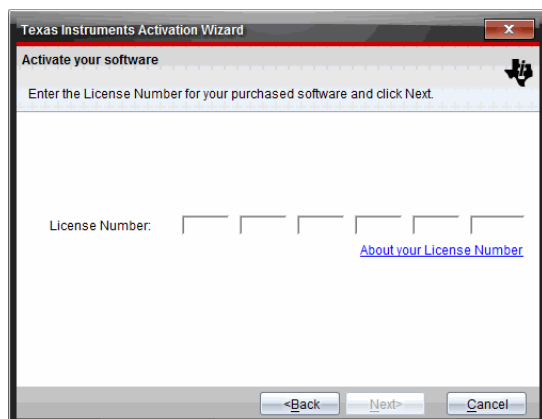 Texas Instruments Activation Wizard
x
Activate your software
Enter the License Number for your purchased software and click Next.
License Number:
About your License Number
<Back
Next>
Cancel